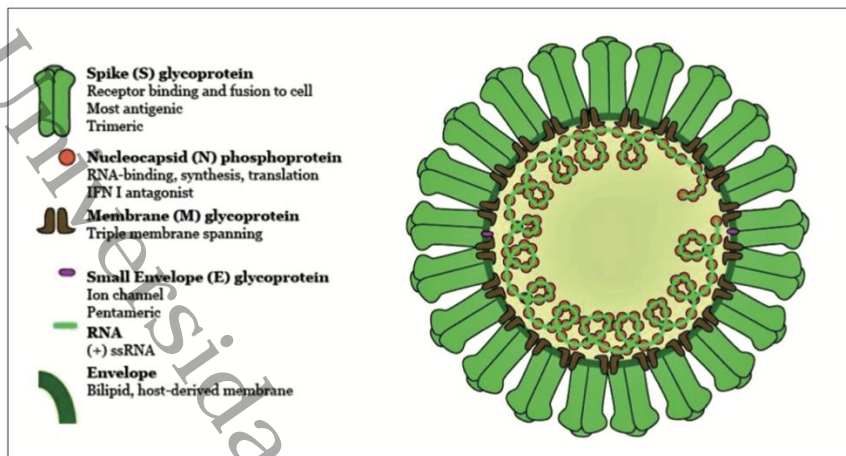 Spike (S) glycoprotein
Receptor binding and fusion to cell
Most antigenic
Trimeric
Nucleocapsid (N) phosphoprotein
RNA-binding, synthesis, translation
IFN I antagonist
Membrane (M) glycoprotein
Triple membrane spanning
Small Envelope (E) glycoprotein
Ion channel
Pentameric
RNA
(+) ssRNA
Envelope
Bilipid, host-derived membrane
Universida